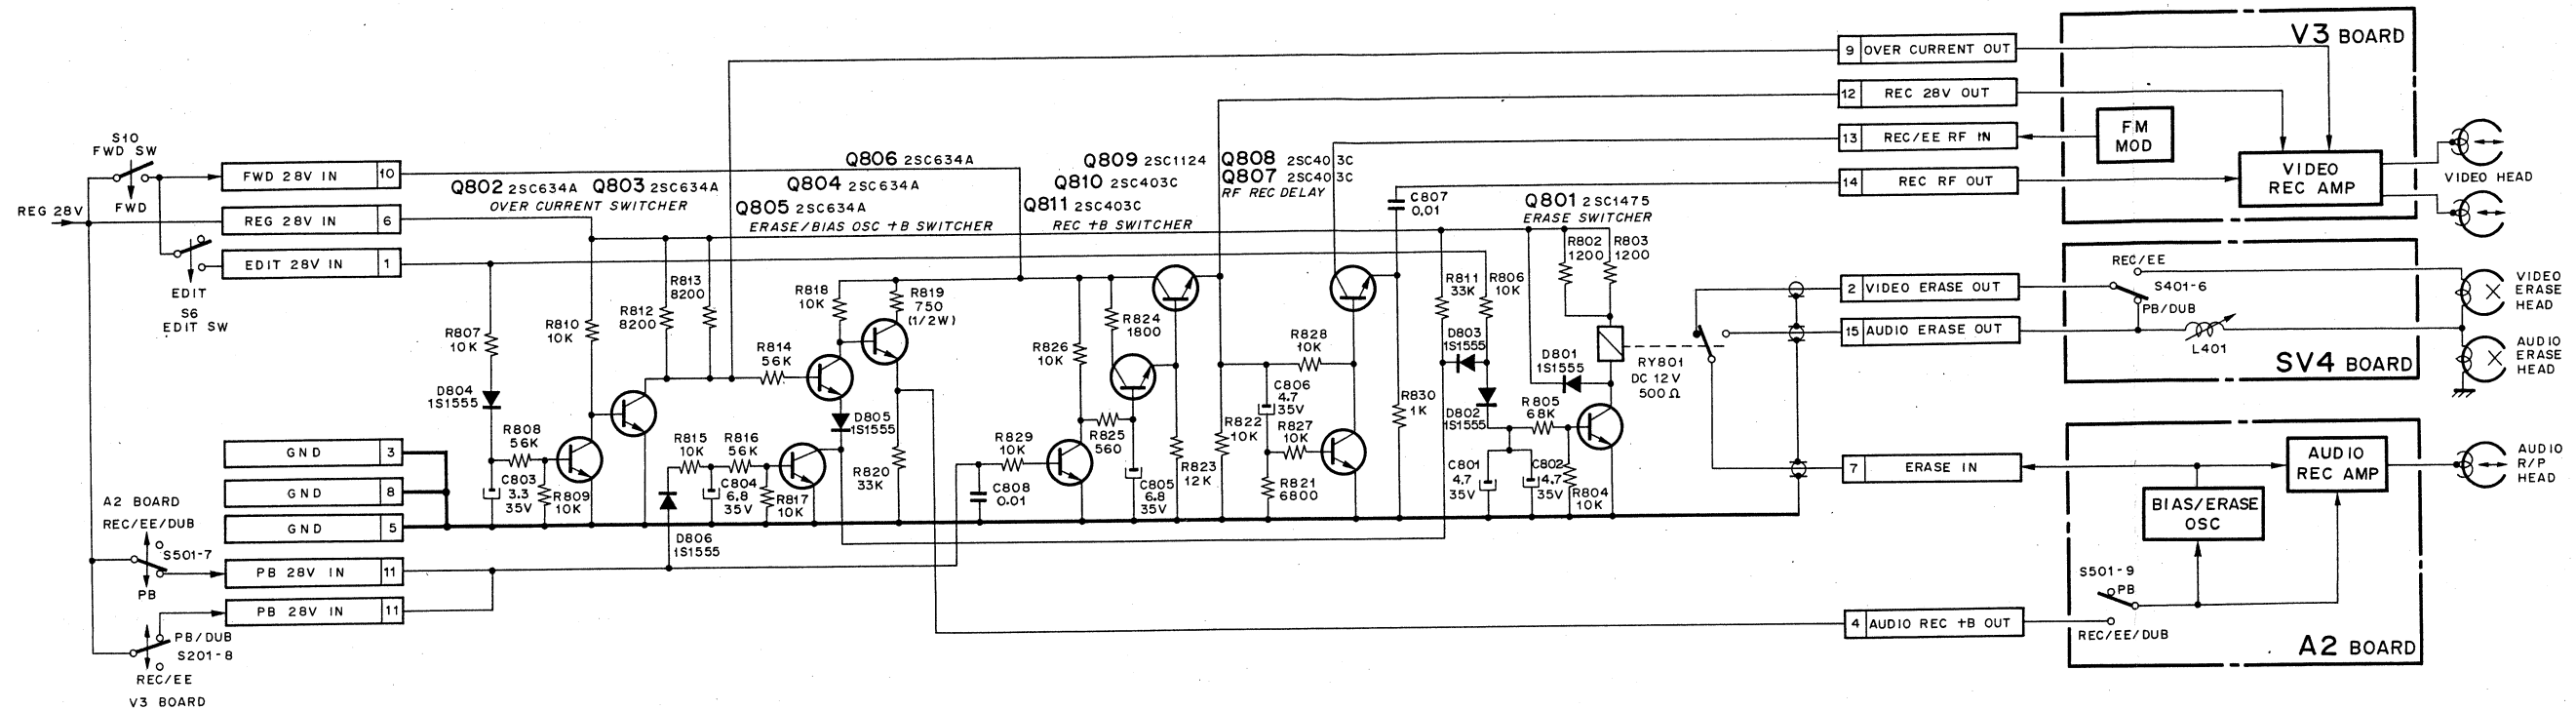 REG 28V
S10
FWD SW
FWD
EDIT
S6
EDIT SW
FWD 28V IN 10
REG 28V IN 6
EDIT 28V IN 1
GND 3
GND 8
GND 5
PB 28V IN 11
PB 28V IN 11
A2 BOARD
REC/EE/DUB
S501-7
PB
PB/DUB
S201-8
REC/EE
V3 BOARD
Q802 2SC634A Q803 2SC634A
OVER CURRENT SWITCHER
Q806 2SC634A
Q804 2SC634A
Q805 2SC634A
ERASE/BIAS OSC +B SWITCHER
Q809 2SC1124
Q810 2SC403C
Q811 2SC403C
REC +B SWITCHER
Q808 2SC403C
Q807 2SC403C
RF REC DELAY
Q801 2SC1475
ERASE SWITCHER
R807
10K
D804
1S1555
R808
56K
C803
3.3
35V
R809
10K
R810
10K
R812
8200
R813
8200
R814
56K
R815
10K
R816
56K
C804
6.8
35V
R817
10K
D806
1S1555
R818
10K
R819
750
(1/2W)
D805
1S1555
R820
33K
R829
10K
C808
0.01
R826
10K
R824
1800
R825
560
C805
6.8
35V
R823
12K
R822
10K
C806
4.7
35V
R828
10K
R827
10K
R821
6800
C807
0.01
R830
1K
R811
33K
R806
10K
D803
1S1555
D802
1S1555
C801
4.7
35V
C802
4.7
35V
R805
68K
R804
10K
D801
1S1555
R802
1200
R803
1200
RY801
DC 12V
500Ω
9 OVER CURRENT OUT
12 REC 28V OUT
13 REC/EE RF IN
14 REC RF OUT
2 VIDEO ERASE OUT
15 AUDIO ERASE OUT
7 ERASE IN
4 AUDIO REC +B OUT
V3 BOARD
FM
MOD
VIDEO
REC AMP
VIDEO HEAD
REC/EE
S401-6
PB/DUB
L401
SV4 BOARD
VIDEO
ERASE
HEAD
AUDIO
ERASE
HEAD
AUDIO
REC AMP
BIAS/ERASE
OSC
S501-9
PB
REC/EE/DUB
A2 BOARD
AUDIO
R/P
HEAD